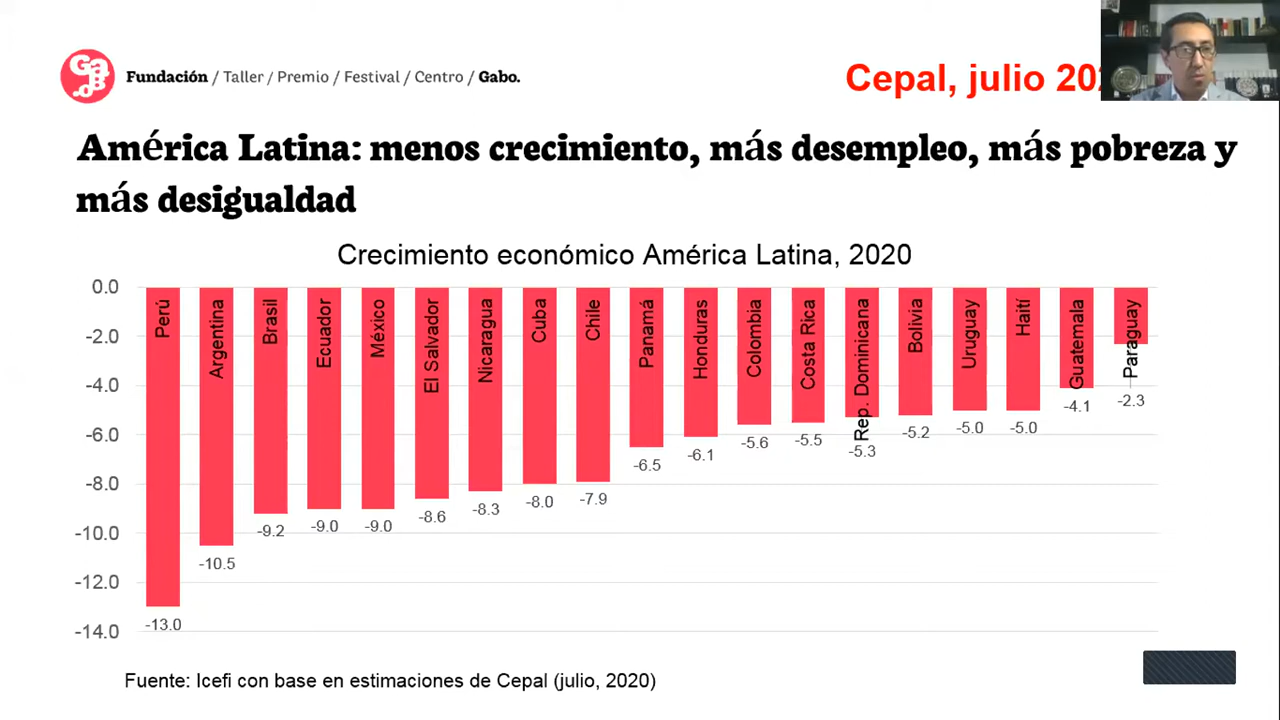 Gabo.
Fundación / Taller / Premio / Festival / Centro / Gabo.
Cepal, julio
América Latina: menos crecimiento, más desempleo, más pobreza y
más desigualdad
Crecimiento económico América Latina, 2020
0.0
-2.0
-4.0
-6.0
-8.0
-10.0
-12.0
-14.0
Perú
Argentina
Brasil
Ecuador
México
El Salvador
Nicaragua
Cuba
Chile
Panamá
Honduras
Colombia
Costa Rica
Rep. Dominicana
Bolivia
Uruguay
Haití
Guatemala
Paraguay
-13.0
-10.5
-9.2
-9.0
-9.0
-8.6
-8.3
-8.0
-7.9
-6.5
-6.1
-5.6
-5.5
-5.3
-5.2
-5.0
-5.0
-4.1
-2.3
Fuente: Icefi con base en estimaciones de Cepal (julio, 2020)